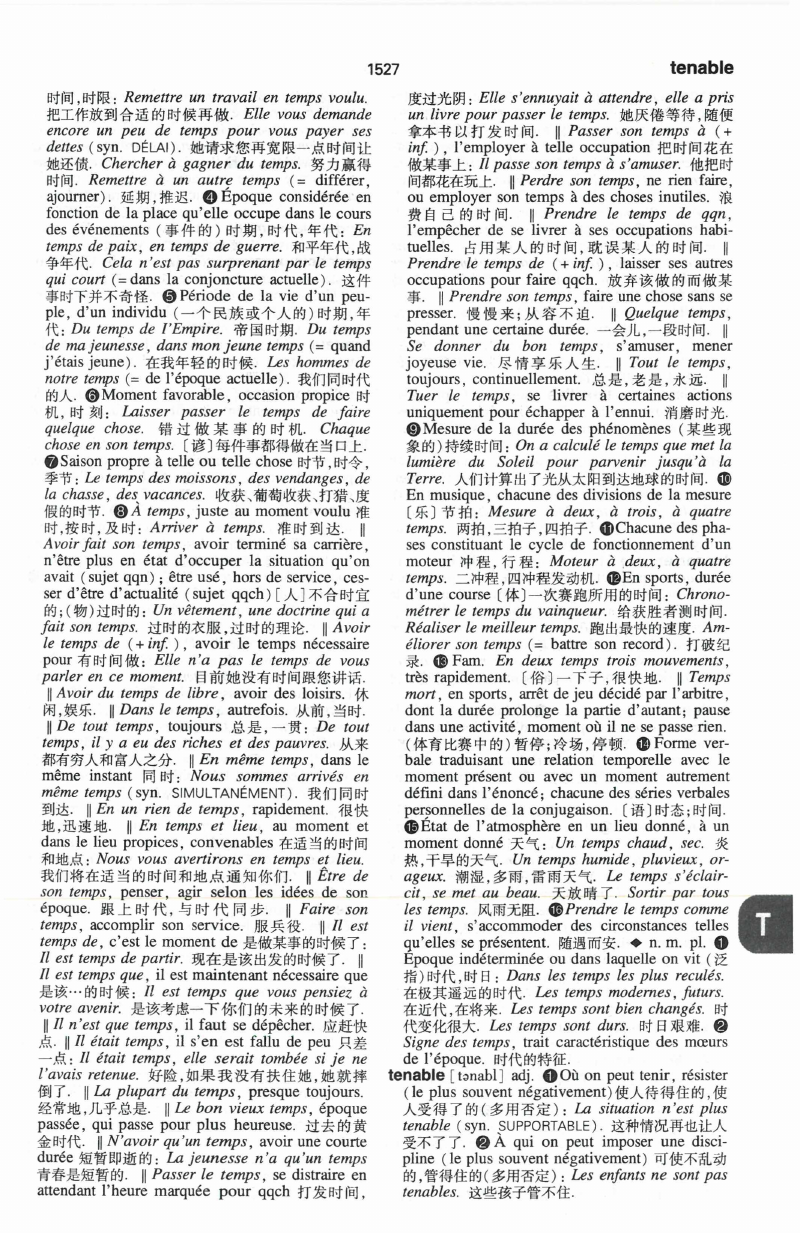 1527
tenable
时间,时限: Remettre un travail en temps voulu.
把工作放到合适的时候再做. Elle vous demande
encore un peu de temps pour vous payer ses
dettes (syn. DÉLAI). 她请求您再宽限一点时间让
她还债. Chercher à gagner du temps. 努力赢得
时间. Remettre à un autre temps (= différer,
ajourner). 延期,推迟. ❹ Époque considérée en
fonction de la place qu'elle occupe dans le cours
des événements (事件的) 时期,时代,年代: En
temps de paix, en temps de guerre. 和平年代,战
争年代. Cela n'est pas surprenant par le temps
qui court (= dans la conjoncture actuelle). 这件
事时下并不奇怪. ❺ Période de la vie d'un peu-
ple, d'un individu (一个民族或个人的) 时期,年
代: Du temps de l'Empire. 帝国时期. Du temps
de ma jeunesse, dans mon jeune temps (= quand
j'étais jeune). 在我年轻的时候. Les hommes de
notre temps (= de l'époque actuelle). 我们同时代
的人. ❻ Moment favorable, occasion propice 时
机, 时刻: Laisser passer le temps de faire
quelque chose. 错过做某事的时机. Chaque
chose en son temps. 〔谚〕每件事都得做在当口上.
❼ Saison propre à telle ou telle chose 时节,时令,
季节: Le temps des moissons, des vendanges, de
la chasse, des vacances. 收获、葡萄收获、打猎、度
假的时节. ❽ À temps, juste au moment voulu 准
时,按时,及时: Arriver à temps. 准时到达. ‖
Avoir fait son temps, avoir terminé sa carrière,
n'être plus en état d'occuper la situation qu'on
avait (sujet qqn) ; être usé, hors de service, ces-
ser d'être d'actualité (sujet qqch) [人]不合时宜
的;(物)过时的: Un vêtement, une doctrine qui a
fait son temps. 过时的衣服,过时的理论. ‖ Avoir
le temps de (+ inf.), avoir le temps nécessaire
pour 有时间做: Elle n'a pas le temps de vous
parler en ce moment. 目前她没有时间跟您讲话.
‖ Avoir du temps de libre, avoir des loisirs. 休
闲,娱乐. ‖ Dans le temps, autrefois. 从前,当时.
‖ De tout temps, toujours 总是,一贯: De tout
temps, il y a eu des riches et des pauvres. 从来
都有穷人和富人之分. ‖ En même temps, dans le
même instant 同时: Nous sommes arrivés en
même temps (syn. SIMULTANÉMENT). 我们同时
到达. ‖ En un rien de temps, rapidement. 很快
地,迅速地. ‖ En temps et lieu, au moment et
dans le lieu propices, convenables 在适当的时间
和地点: Nous vous avertirons en temps et lieu.
我们将在适当的时间和地点通知你们. ‖ Être de
son temps, penser, agir selon les idées de son
époque. 跟上时代,与时代同步. ‖ Faire son
temps, accomplir son service. 服兵役. ‖ Il est
temps de, c'est le moment de 是做某事的时候了:
Il est temps de partir. 现在是该出发的时候了. ‖
Il est temps que, il est maintenant nécessaire que
是该…的时候: Il est temps que vous pensiez à
votre avenir. 是该考虑一下你们的未来的时候了.
‖ Il n'est que temps, il faut se dépêcher. 应赶快
点. ‖ Il était temps, il s'en est fallu de peu 只差
一点: Il était temps, elle serait tombée si je ne
l'avais retenue. 好险,如果我没有扶住她,她就摔
倒了. ‖ La plupart du temps, presque toujours.
经常地,几乎总是. ‖ Le bon vieux temps, époque
passée, qui passe pour plus heureuse. 过去的黄
金时代. ‖ N'avoir qu'un temps, avoir une courte
durée 短暂即逝的: La jeunesse n'a qu'un temps
青春是短暂的. ‖ Passer le temps, se distraire en
attendant l'heure marquée pour qqch 打发时间,
度过光阴: Elle s'ennuyait à attendre, elle a pris
un livre pour passer le temps. 她厌倦等待,随便
拿本书以打发时间. ‖ Passer son temps à (+
inf.), l'employer à telle occupation 把时间花在
做某事上: Il passe son temps à s'amuser. 他把时
间都花在玩上. ‖ Perdre son temps, ne rien faire,
ou employer son temps à des choses inutiles. 浪
费自己的时间. ‖ Prendre le temps de qqn,
l'empêcher de se livrer à ses occupations habi-
tuelles. 占用某人的时间,耽误某人的时间. ‖
Prendre le temps de (+ inf.), laisser ses autres
occupations pour faire qqch. 放弃该做的而做某
事. ‖ Prendre son temps, faire une chose sans se
presser. 慢慢来;从容不迫. ‖ Quelque temps,
pendant une certaine durée. 一会儿,一段时间. ‖
Se donner du bon temps, s'amuser, mener
joyeuse vie. 尽情享乐人生. ‖ Tout le temps,
toujours, continuellement. 总是,老是,永远. ‖
Tuer le temps, se livrer à certaines actions
uniquement pour échapper à l'ennui. 消磨时光.
❾ Mesure de la durée des phénomènes (某些现
象的)持续时间: On a calculé le temps que met la
lumière du Soleil pour parvenir jusqu'à la
Terre. 人们计算出了光从太阳到达地球的时间. ❿
En musique, chacune des divisions de la mesure
〔乐〕节拍: Mesure à deux, à trois, à quatre
temps. 两拍,三拍子,四拍子. ⓫ Chacune des pha-
ses constituant le cycle de fonctionnement d'un
moteur 冲程,行程: Moteur à deux, à quatre
temps. 二冲程,四冲程发动机. ⓬ En sports, durée
d'une course 〔体〕一次赛跑所用的时间: Chrono-
métrer le temps du vainqueur. 给获胜者测时间.
Réaliser le meilleur temps. 跑出最快的速度. Am-
éliorer son temps (= battre son record). 打破纪
录. ⓭ Fam. En deux temps trois mouvements,
très rapidement. 〔俗〕一下子,很快地. ‖ Temps
mort, en sports, arrêt de jeu décidé par l'arbitre,
dont la durée prolonge la partie d'autant; pause
dans une activité, moment où il ne se passe rien.
(体育比赛中的)暂停;冷场,停顿. ⓮ Forme ver-
bale traduisant une relation temporelle avec le
moment présent ou avec un moment autrement
défini dans l'énoncé; chacune des séries verbales
personnelles de la conjugaison. 〔语〕时态;时间.
⓯ État de l'atmosphère en un lieu donné, à un
moment donné 天气: Un temps chaud, sec. 炎
热,干旱的天气. Un temps humide, pluvieux, or-
ageux. 潮湿,多雨,雷雨天气. Le temps s'éclair-
cit, se met au beau. 天放晴了. Sortir par tous
les temps. 风雨无阻. ⓰ Prendre le temps comme
il vient, s'accommoder des circonstances telles
qu'elles se présentent. 随遇而安. ◆ n. m. pl. ❶
Époque indéterminée ou dans laquelle on vit (泛
指)时代,时日: Dans les temps les plus reculés.
在极其遥远的时代. Les temps modernes, futurs.
在近代,在将来. Les temps sont bien changés. 时
代变化很大. Les temps sont durs. 时日艰难. ❷
Signe des temps, trait caractéristique des mœurs
de l'époque. 时代的特征.
tenable [tənabl] adj. ❶ Où on peut tenir, résister
(le plus souvent négativement) 使人待得住的,使
人受得了的(多用否定): La situation n'est plus
tenable (syn. SUPPORTABLE). 这种情况再也让人
受不了了. ❷ À qui on peut imposer une disci-
pline (le plus souvent négativement) 可使不乱动
的,管得住的(多用否定): Les enfants ne sont pas
tenables. 这些孩子管不住.
T